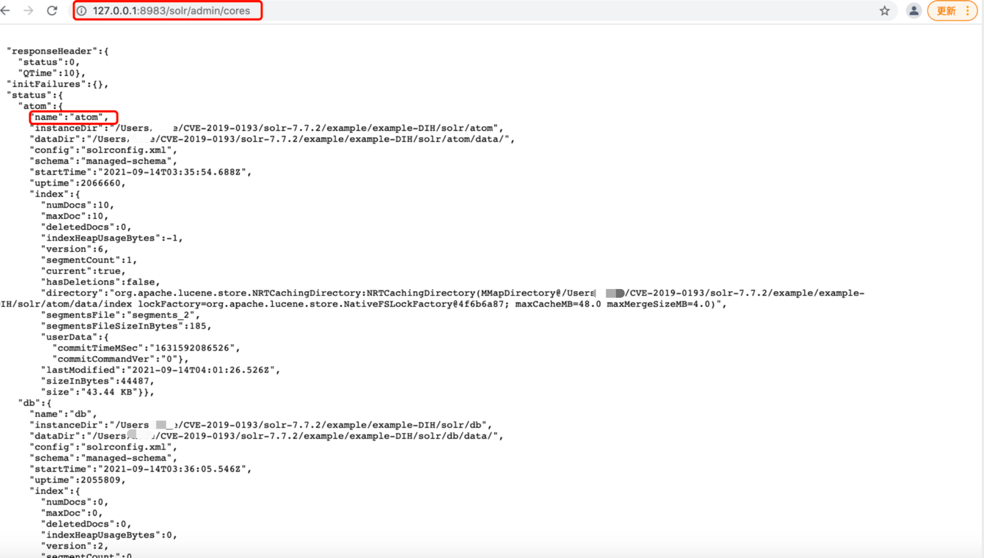 127.0.0.1:8983/solr/admin/cores
更新
"responseHeader":{
"status":0,
"QTime":10},
"initFailures":{},
"status":{
"atom":{
"name":"atom",
"instanceDir":"/Users, e/CVE-2019-0193/solr-7.7.2/example/example-DIH/solr/atom",
"dataDir":"/Users, /CVE-2019-0193/solr-7.7.2/example/example-DIH/solr/atom/data/",
"config":"solrconfig.xml",
"schema":"managed-schema",
"startTime":"2021-09-14T03:35:54.688Z",
"uptime":2066660,
"index":{
"numDocs":10,
"maxDoc":10,
"deletedDocs":0,
"indexHeapUsageBytes":-1,
"version":6,
"segmentCount":1,
"current":true,
"hasDeletions":false,
"directory":"org.apache.lucene.store.NRTCachingDirectory:NRTCachingDirectory(MMapDirectory@/Users /CVE-2019-0193/solr-7.7.2/example/example-
IH/solr/atom/data/index lockFactory=org.apache.lucene.store.NativeFSLockFactory@4f6b6a87; maxCacheMB=48.0 maxMergeSizeMB=4.0)",
"segmentsFile":"segments_2",
"segmentsFileSizeInBytes":185,
"userData":{
"commitTimeMSec":"1631592086526",
"commitCommandVer":"0"},
"lastModified":"2021-09-14T04:01:26.526Z",
"sizeInBytes":44487,
"size":"43.44 KB"}},
"db":{
"name":"db",
"instanceDir":"/Users /CVE-2019-0193/solr-7.7.2/example/example-DIH/solr/db",
"dataDir":"/Users /CVE-2019-0193/solr-7.7.2/example/example-DIH/solr/db/data/",
"config":"solrconfig.xml",
"schema":"managed-schema",
"startTime":"2021-09-14T03:36:05.546Z",
"uptime":2055809,
"index":{
"numDocs":0,
"maxDoc":0,
"deletedDocs":0,
"indexHeapUsageBytes":0,
"version":2,
"segmentCount":0,